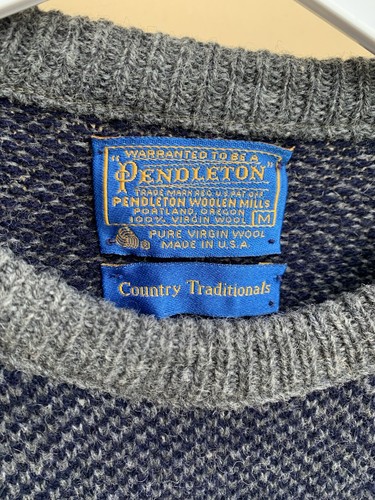 WARRANTED TO BE A
"PENDLETON"
TRADE MARK REG. U.S. PAT. OFF.
PENDLETON WOOLEN MILLS
PORTLAND, OREGON
100% VIRGIN WOOL M
PURE VIRGIN WOOL
MADE IN U.S.A.
Country Traditionals